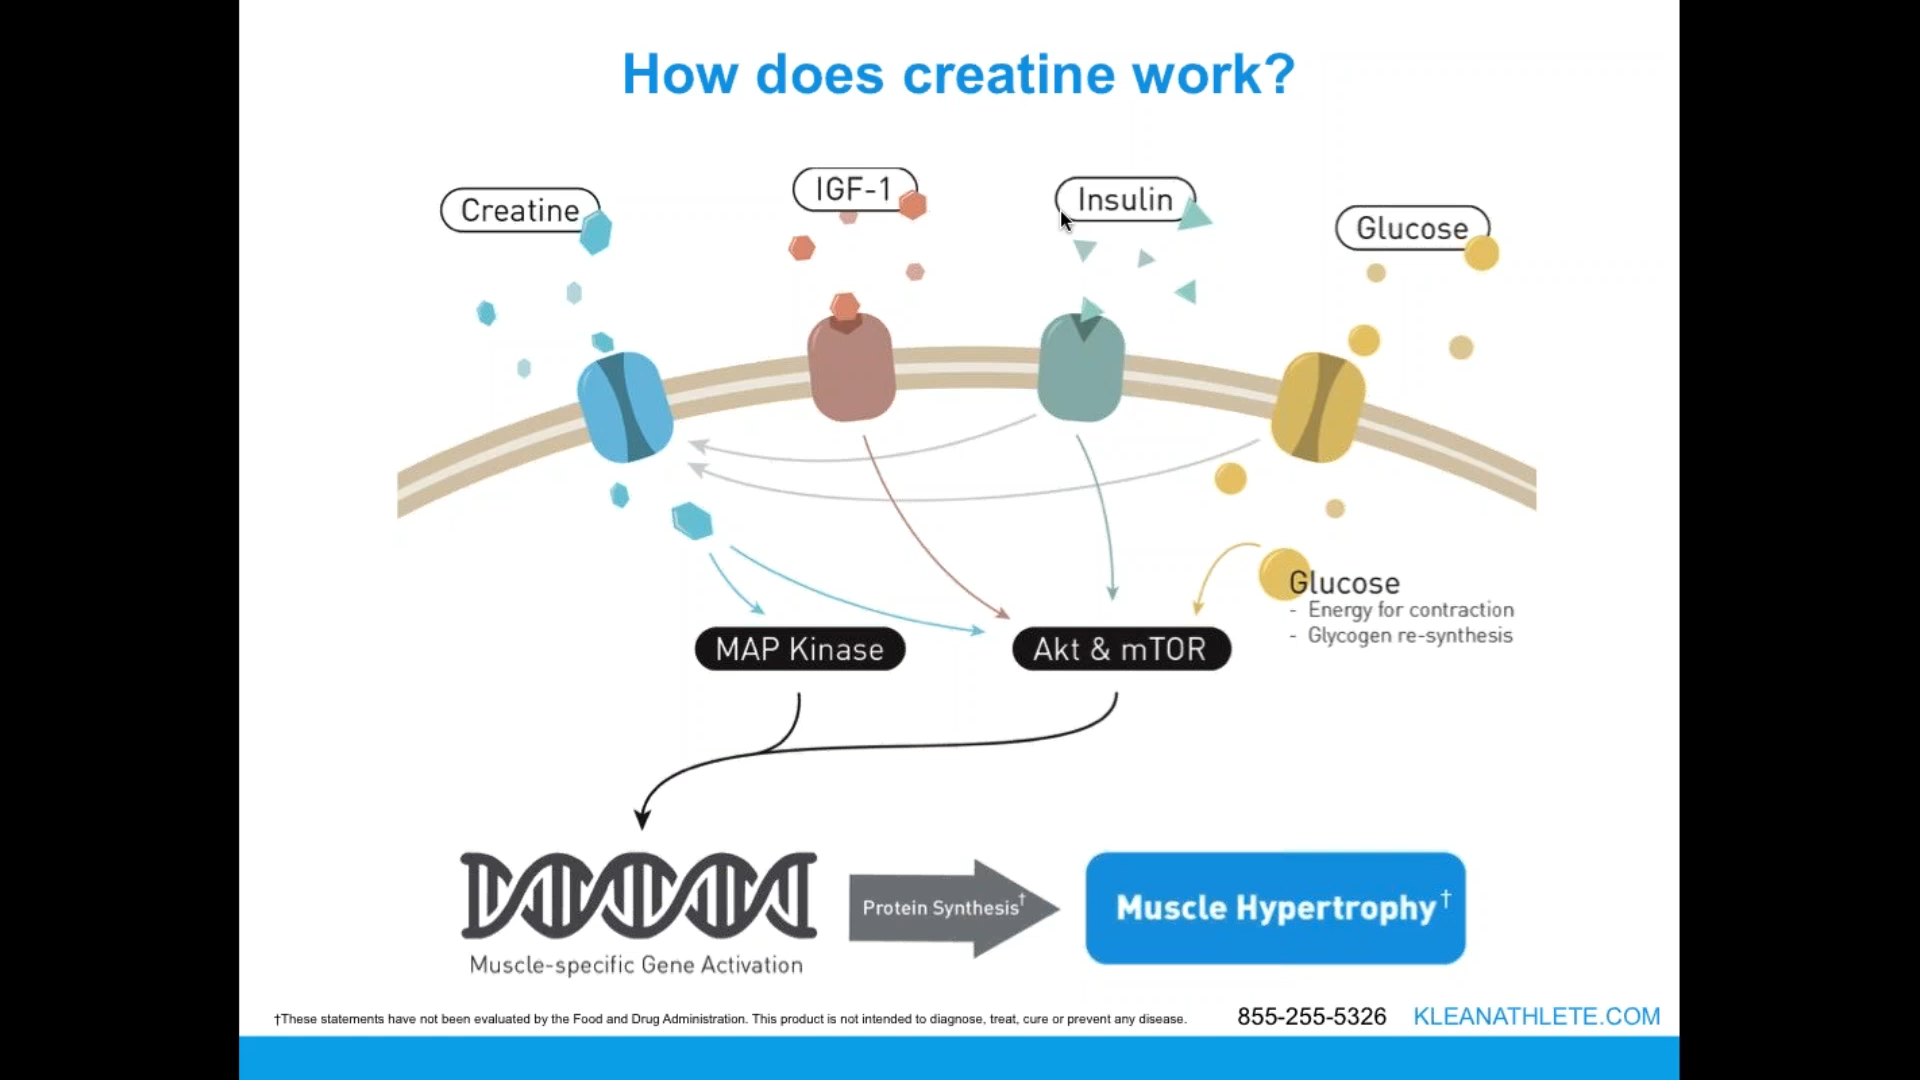 How does creatine work?
Creatine
IGF-1
Insulin
Glucose
Glucose
- Energy for contraction
- Glycogen re-synthesis
MAP Kinase
Akt & mTOR
Protein Synthesis†
Muscle Hypertrophy†
Muscle-specific Gene Activation
†These statements have not been evaluated by the Food and Drug Administration. This product is not intended to diagnose, treat, cure or prevent any disease.
855-255-5326 KLEANATHLETE.COM